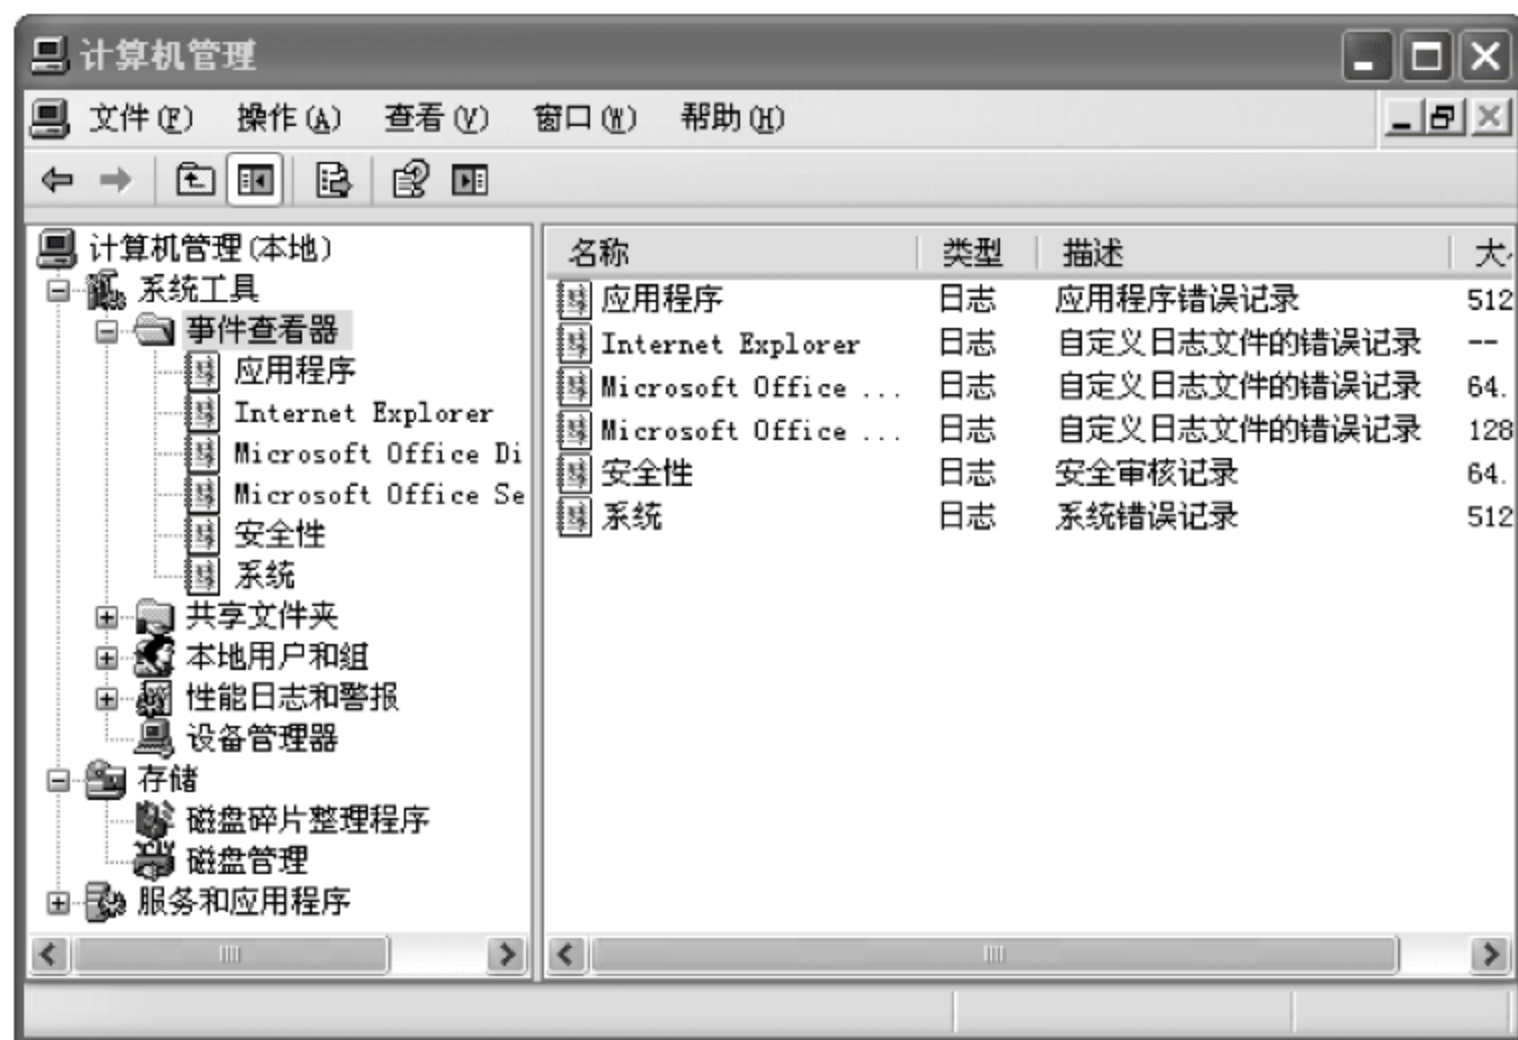 计算机管理
文件(F) 操作(A) 查看(V) 窗口(W) 帮助(H)
计算机管理(本地)
系统工具
事件查看器
应用程序
Internet Explorer
Microsoft Office Di
Microsoft Office Se
安全性
系统
共享文件夹
本地用户和组
性能日志和警报
设备管理器
存储
磁盘碎片整理程序
磁盘管理
服务和应用程序
名称 类型 描述 大
应用程序 日志 应用程序错误记录 512
Internet Explorer 日志 自定义日志文件的错误记录 --
Microsoft Office ... 日志 自定义日志文件的错误记录 64.
Microsoft Office ... 日志 自定义日志文件的错误记录 128
安全性 日志 安全审核记录 64.
系统 日志 系统错误记录 512